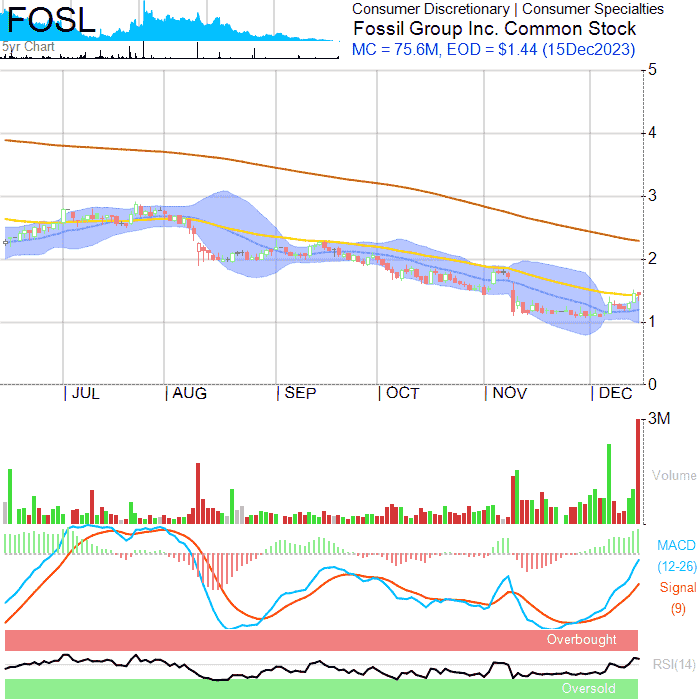 FOSL
5yr Chart
Consumer Discretionary | Consumer Specialties
Fossil Group Inc. Common Stock
MC = 75.6M, EOD = $1.44 (15Dec2023)
5
4
3
2
1
0
| JUL | AUG | SEP | OCT | NOV | DEC
3M
Volume
MACD
(12-26)
Signal
(9)
Overbought
RSI(14)
Oversold